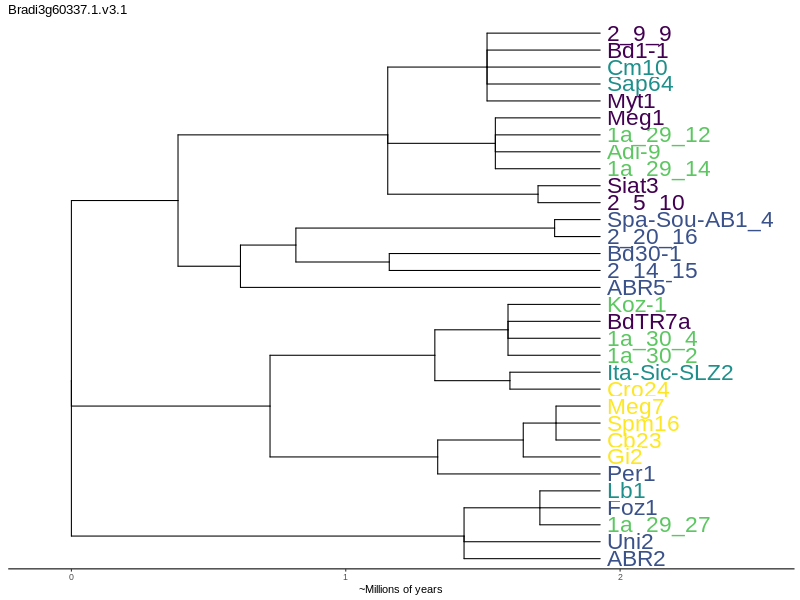 Bradi3g60337.1.v3.1
2_9_9
Bd1-1
Cm10
Sap64
Myt1
Meg1
1a_29_12
Adi-9
1a_29_14
Siat3
2_5_10
Spa-Sou-AB1_4
2_20_16
Bd30-1
2_14_15
ABR5
Koz-1
BdTR7a
1a_30_4
1a_30_2
Ita-Sic-SLZ2
Cro24
Meg7
Spm16
Cb23
Gi2
Per1
Lb1
Foz1
1a_29_27
Uni2
ABR2
0 1 2
~Millions of years